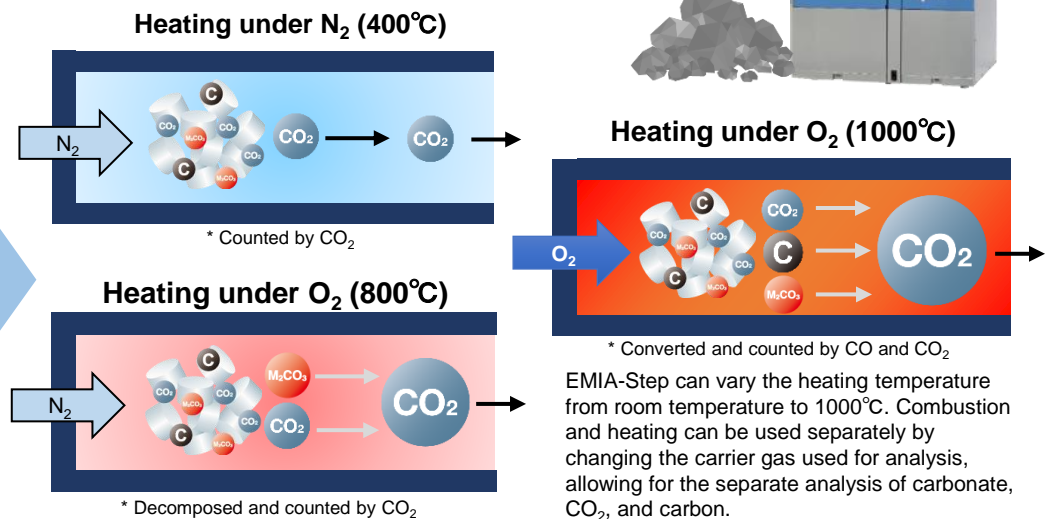 Heating under N₂ (400℃)
N₂
C
CO₂
CO₂
M₂CO₃
CO₂
C
M₂CO₃
CO₂
CO₂
* Counted by CO₂
Heating under O₂ (800℃)
N₂
C
CO₂
CO₂
M₂CO₃
CO₂
C
M₂CO₃
M₂CO₃
CO₂
CO₂
* Decomposed and counted by CO₂
Heating under O₂ (1000℃)
O₂
C
CO₂
CO₂
M₂CO₃
CO₂
C
M₂CO₃
CO₂
C
M₂CO₃
CO₂
* Converted and counted by CO and CO₂
EMIA-Step can vary the heating temperature
from room temperature to 1000℃. Combustion
and heating can be used separately by
changing the carrier gas used for analysis,
allowing for the separate analysis of carbonate,
CO₂, and carbon.